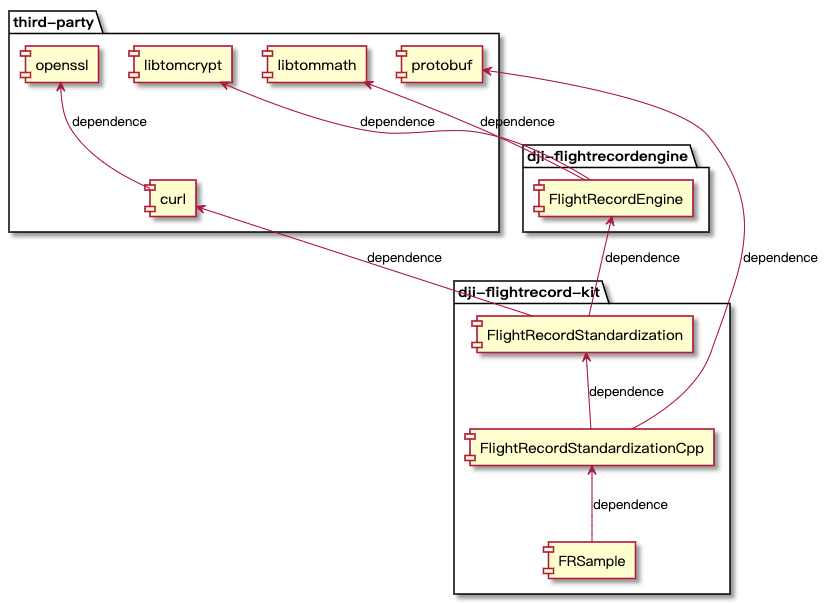 third-party
openssl
libtomcrypt
libtommath
protobuf
dependence
dependence
dependence
dji-flightrecordengine
curl
FlightRecordEngine
dependence
dependence
dependence
dji-flightrecord-kit
FlightRecordStandardization
dependence
FlightRecordStandardizationCpp
dependence
FRSample